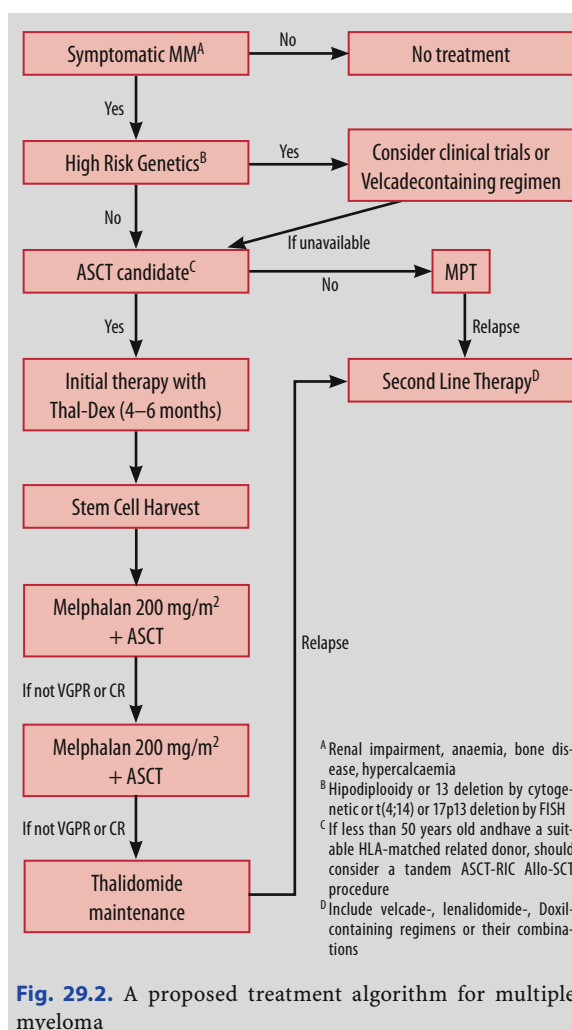 Symptomatic MMᴬ
No
No treatment
Yes
High Risk Geneticsᴮ
Yes
Consider clinical trials or
Velcadecontaining regimen
No
If unavailable
ASCT candidateᶜ
No
MPT
Yes
Relapse
Initial therapy with
Thal-Dex (4–6 months)
Second Line Therapyᴰ
Stem Cell Harvest
Melphalan 200 mg/m²
+ ASCT
Relapse
If not VGPR or CR
Melphalan 200 mg/m²
+ ASCT
If not VGPR or CR
Thalidomide
maintenance
ᴬ Renal impairment, anaemia, bone dis-
ease, hypercalcaemia
ᴮ Hipodiplooidy or 13 deletion by cytoge-
netic or t(4;14) or 17p13 deletion by FISH
ᶜ If less than 50 years old andhave a suit-
able HLA-matched related donor, should
consider a tandem ASCT-RIC Allo-SCT
procedure
ᴰ Include velcade-, lenalidomide-, Doxil-
containing regimens or their combina-
tions
Fig. 29.2. A proposed treatment algorithm for multiple
myeloma